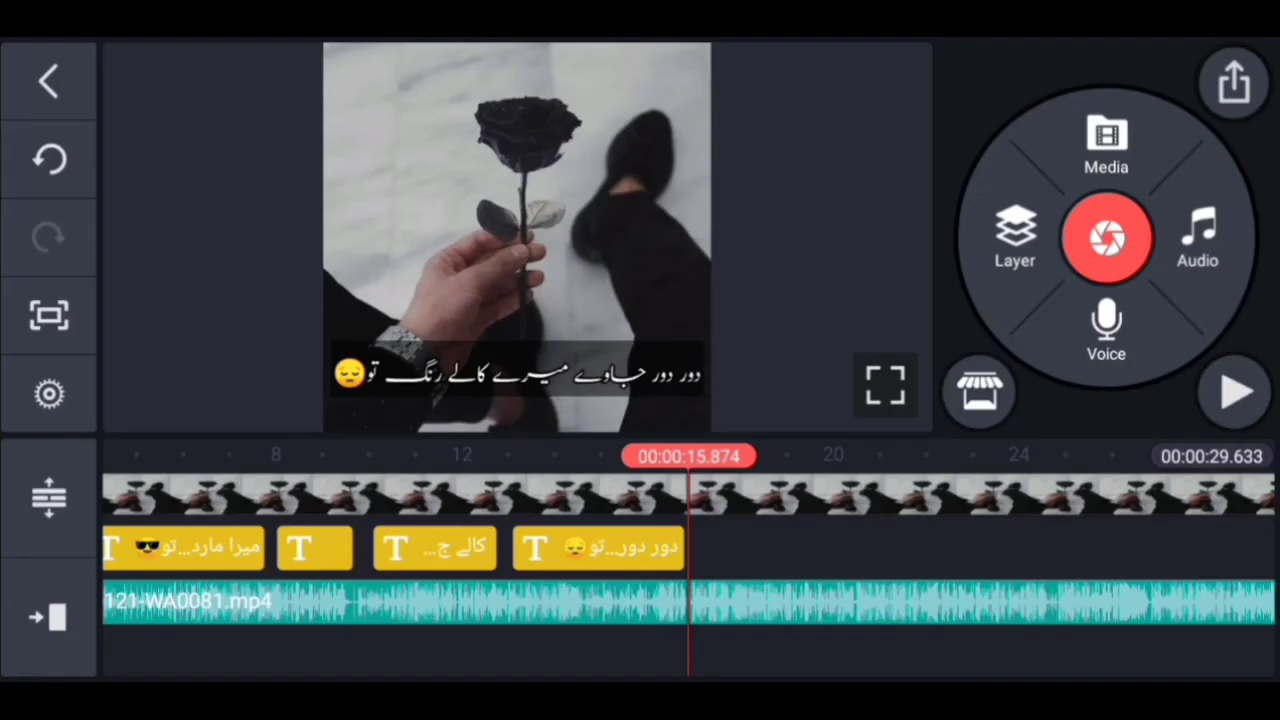 Media
Layer
Audio
Voice
دور دور جاوے میرے کالے رنگ تو😔
8
12
00:00:15.874
20
24
00:00:29.633
T میرا مارد...تو😎
T
T کالے ج...
T دور دور...تو😔
121-WA0081.mp4